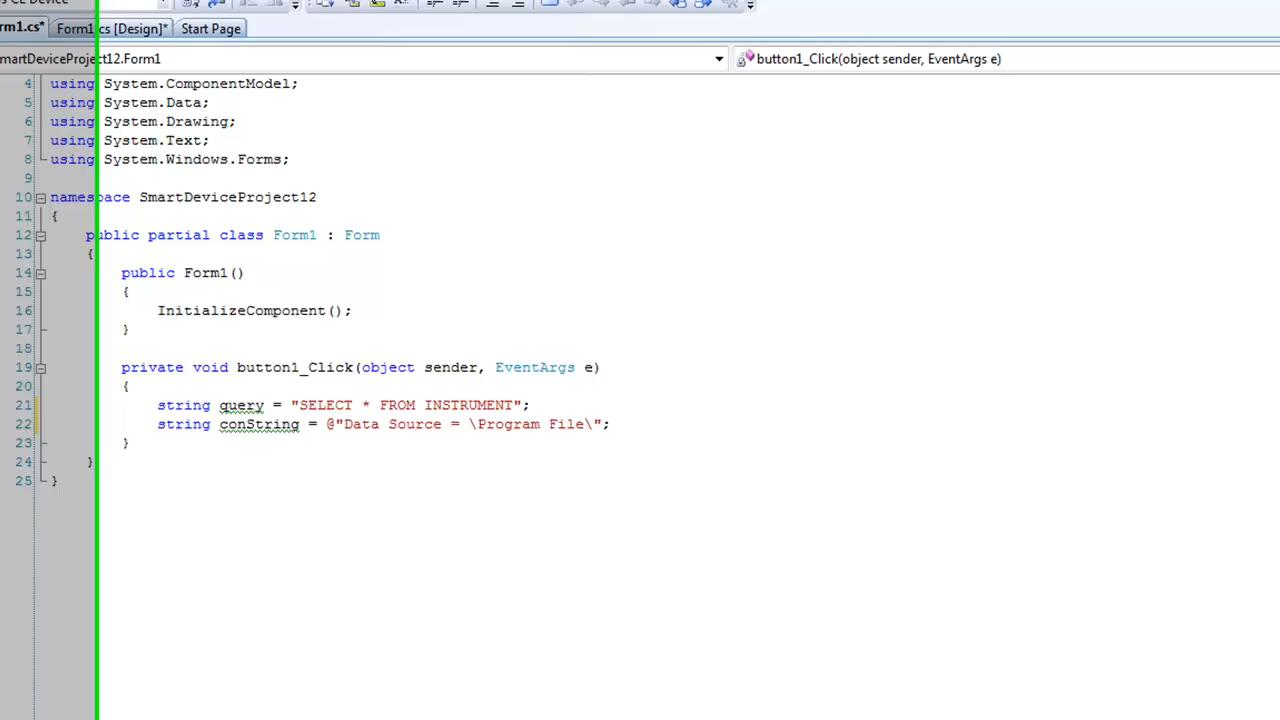 CE Device
rm1.cs* Form1.cs [Design]* Start Page
martDeviceProject12.Form1 button1_Click(object sender, EventArgs e)
4 using System.ComponentModel;
5 using System.Data;
6 using System.Drawing;
7 using System.Text;
8 using System.Windows.Forms;
9
10 namespace SmartDeviceProject12
11 {
12 public partial class Form1 : Form
13 {
14 public Form1()
15 {
16 InitializeComponent();
17 }
18
19 private void button1_Click(object sender, EventArgs e)
20 {
21 string query = "SELECT * FROM INSTRUMENT";
22 string conString = @"Data Source = \Program File\";
23 }
24 }
25 }